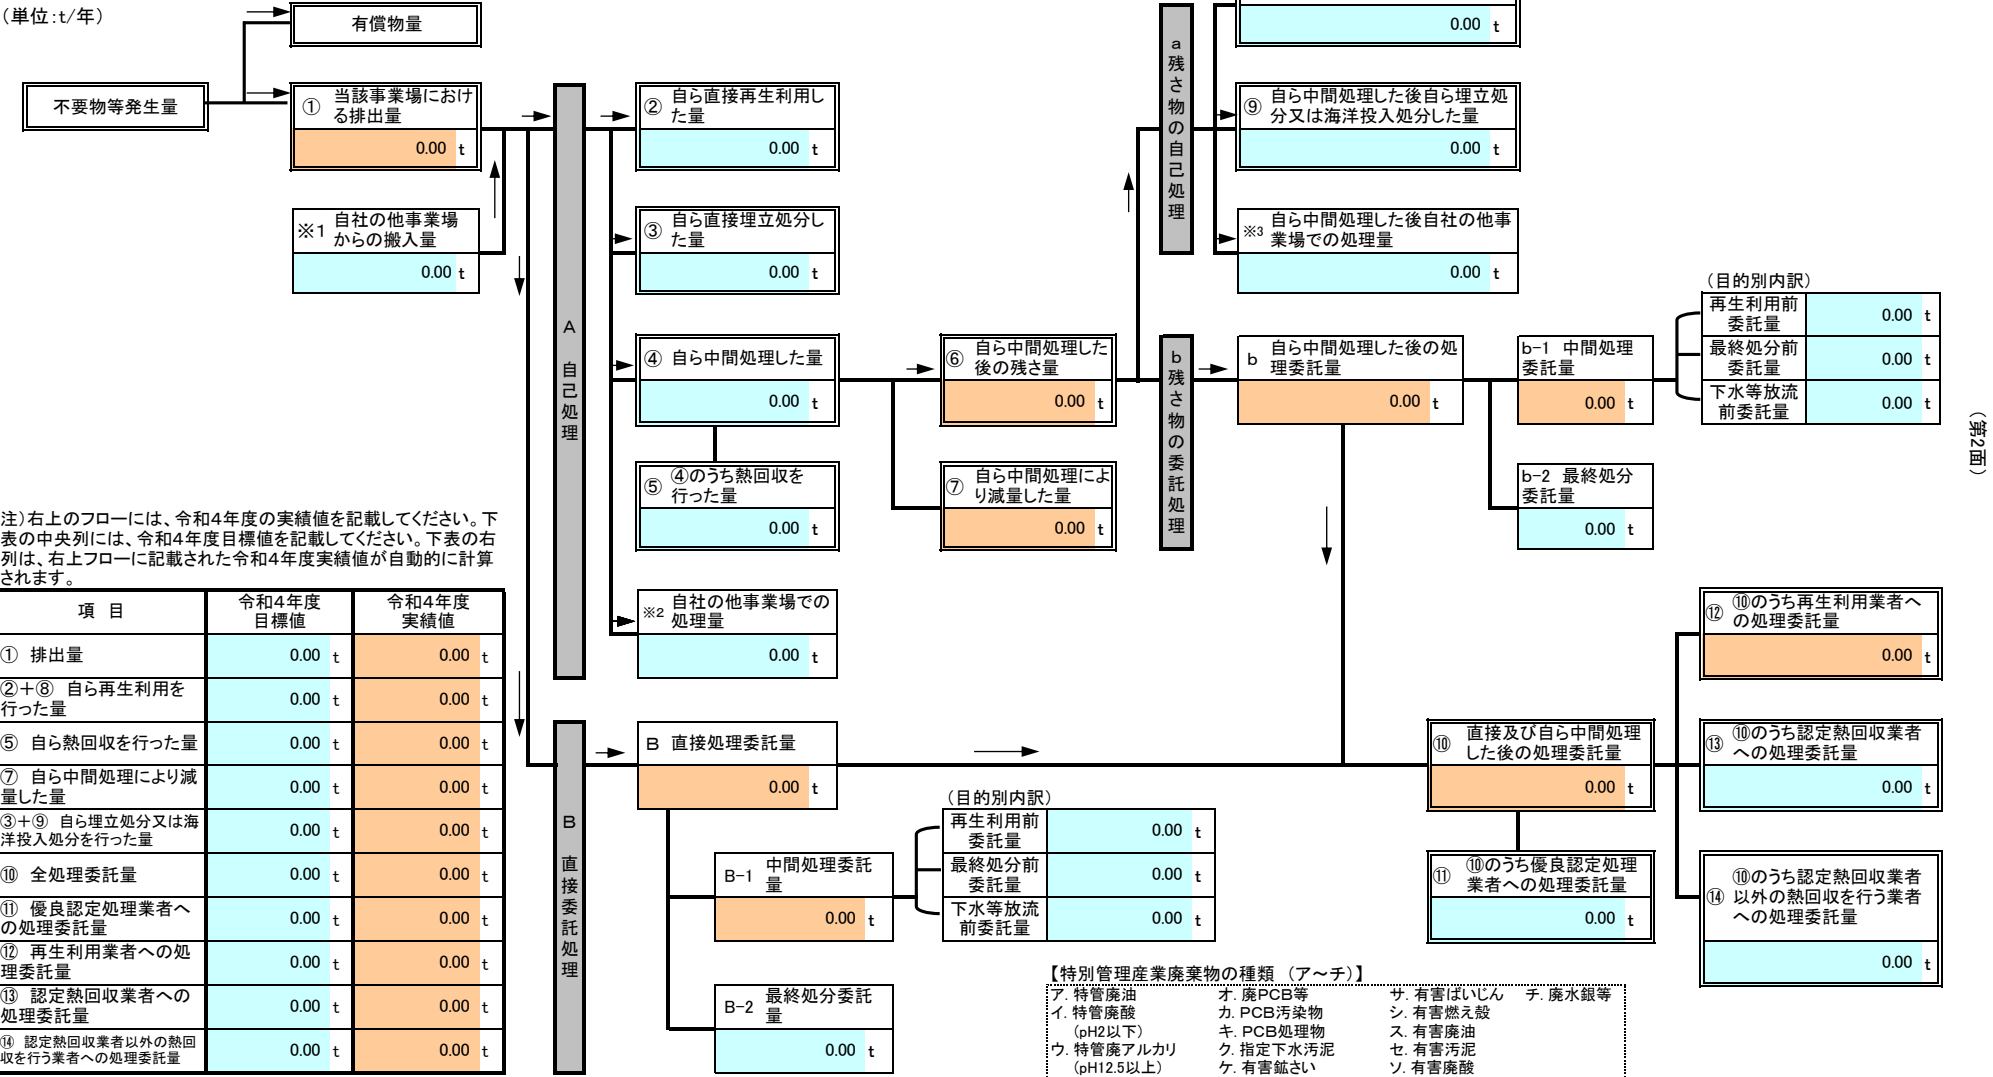 （単位：t/年）
有償物量
不要物等発生量
① 当該事業場におけ
る排出量
0.00 t
※1 自社の他事業場
からの搬入量
0.00 t
A 自己処理
② 自ら直接再生利用し
た量
0.00 t
③ 自ら直接埋立処分し
た量
0.00 t
④ 自ら中間処理した量
0.00 t
⑤ ④のうち熱回収を
行った量
0.00 t
※2 自社の他事業場での
処理量
0.00 t
⑥ 自ら中間処理した
後の残さ量
0.00 t
⑦ 自ら中間処理によ
り減量した量
0.00 t
a 残さ物の自己処理
0.00 t
⑨ 自ら中間処理した後自ら埋立処
分又は海洋投入処分した量
0.00 t
※3 自ら中間処理した後自社の他事
業場での処理量
0.00 t
b 残さ物の委託処理
b 自ら中間処理した後の処
理委託量
0.00 t
b-1 中間処理
委託量
0.00 t
b-2 最終処分
委託量
0.00 t
（目的別内訳）
再生利用前
委託量
0.00 t
最終処分前
委託量
0.00 t
下水等放流
前委託量
0.00 t
（第2面）
注）右上のフローには、令和4年度の実績値を記載してください。下
表の中央列には、令和4年度目標値を記載してください。下表の右
列は、右上フローに記載された令和4年度実績値が自動的に計算
されます。
項 目 令和4年度
目標値 令和4年度
実績値
① 排出量 0.00 t 0.00 t
②＋⑧ 自ら再生利用を
行った量 0.00 t 0.00 t
⑤ 自ら熱回収を行った量 0.00 t 0.00 t
⑦ 自ら中間処理により減
量した量 0.00 t 0.00 t
③＋⑨ 自ら埋立処分又は海
洋投入処分を行った量 0.00 t 0.00 t
⑩ 全処理委託量 0.00 t 0.00 t
⑪ 優良認定処理業者へ
の処理委託量 0.00 t 0.00 t
⑫ 再生利用業者への処
理委託量 0.00 t 0.00 t
⑬ 認定熱回収業者への
処理委託量 0.00 t 0.00 t
⑭ 認定熱回収業者以外の熱回
収を行う業者への処理委託量 0.00 t 0.00 t
B 直接委託処理
B 直接処理委託量
0.00 t
B-1 中間処理委託
量
0.00 t
B-2 最終処分委託
量
0.00 t
（目的別内訳）
再生利用前
委託量
0.00 t
最終処分前
委託量
0.00 t
下水等放流
前委託量
0.00 t
⑩ 直接及び自ら中間処理
した後の処理委託量
0.00 t
⑪ ⑩のうち優良認定処理
業者への処理委託量
0.00 t
⑫ ⑩のうち再生利用業者へ
の処理委託量
0.00 t
⑬ ⑩のうち認定熱回収業者
への処理委託量
0.00 t
⑭ ⑩のうち認定熱回収業者
以外の熱回収を行う業者
への処理委託量
0.00 t
【特別管理産業廃棄物の種類 （ア～チ）】
ア. 特管廃油 オ. 廃PCB等 サ. 有害ばいじん チ. 廃水銀等
イ. 特管廃酸 カ. PCB汚染物 シ. 有害燃え殻
（pH2以下） キ. PCB処理物 ス. 有害廃油
ウ. 特管廃アルカリ ク. 指定下水汚泥 セ. 有害汚泥
（pH12.5以上） ケ. 有害鉱さい ソ. 有害廃酸